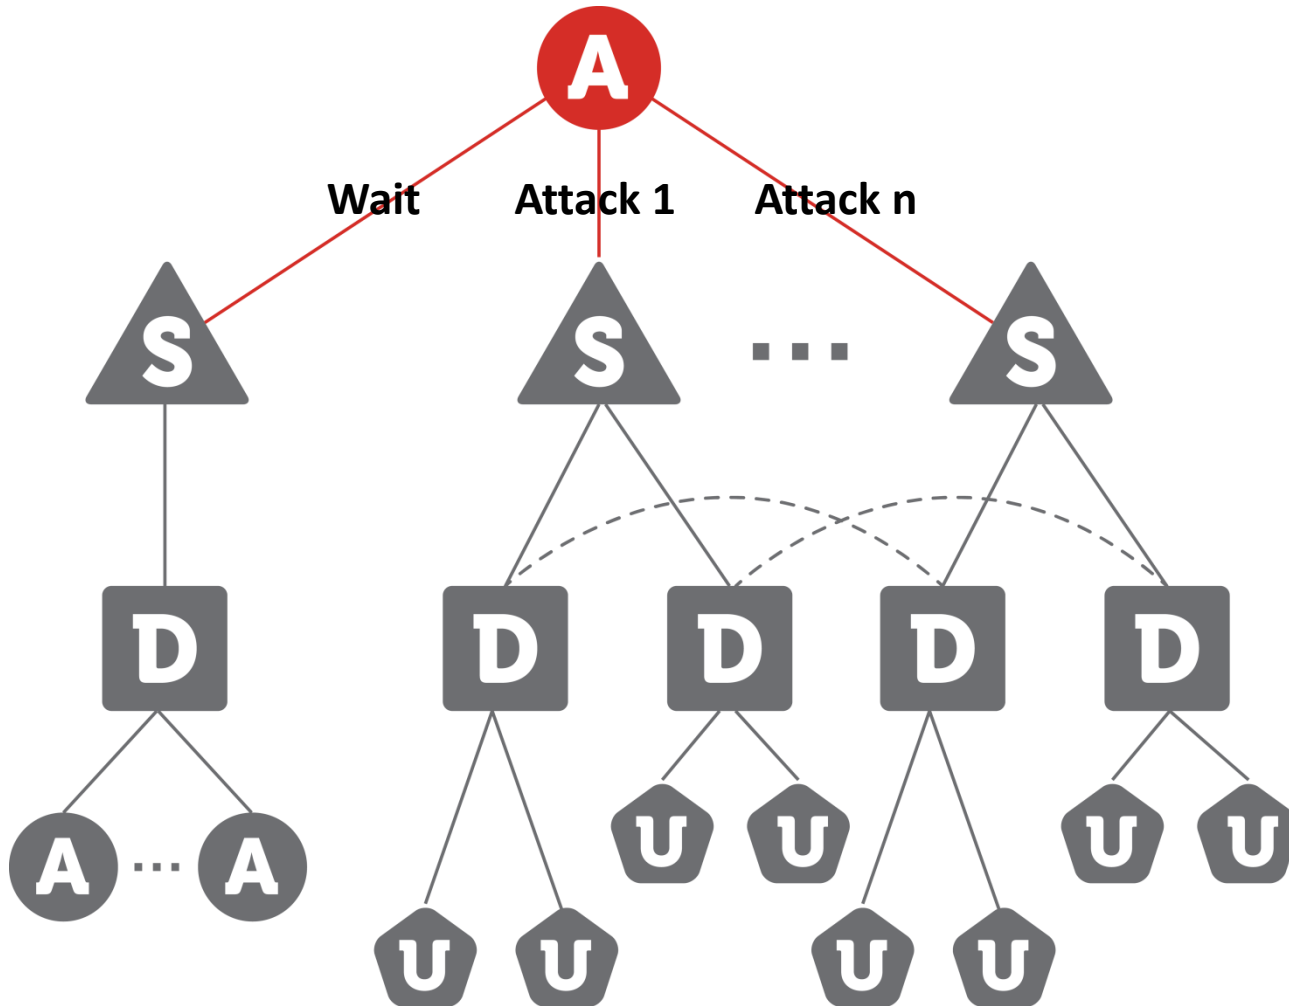 A
Wait Attack 1 Attack n
S S ... S
D D D D D
U U U U
A ... A
U U U U